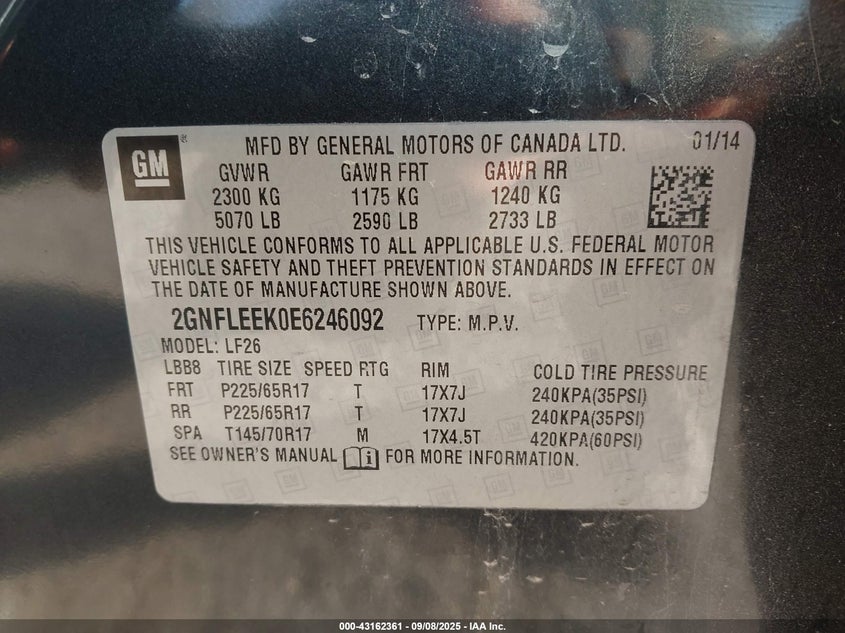 GM
MFD BY GENERAL MOTORS OF CANADA LTD. 01/14
GVWR GAWR FRT GAWR RR
2300 KG 1175 KG 1240 KG
5070 LB 2590 LB 2733 LB
THIS VEHICLE CONFORMS TO ALL APPLICABLE U.S. FEDERAL MOTOR
VEHICLE SAFETY AND THEFT PREVENTION STANDARDS IN EFFECT ON
THE DATE OF MANUFACTURE SHOWN ABOVE.
2GNFLEEK0E6246092 TYPE: M.P.V.
MODEL: LF26
LBB8 TIRE SIZE SPEED RTG RIM COLD TIRE PRESSURE
FRT P225/65R17 T 17X7J 240KPA(35PSI)
RR P225/65R17 T 17X7J 240KPA(35PSI)
SPA T145/70R17 M 17X4.5T 420KPA(60PSI)
SEE OWNER'S MANUAL i FOR MORE INFORMATION.
000-43162361 - 09/08/2025 - IAA Inc.